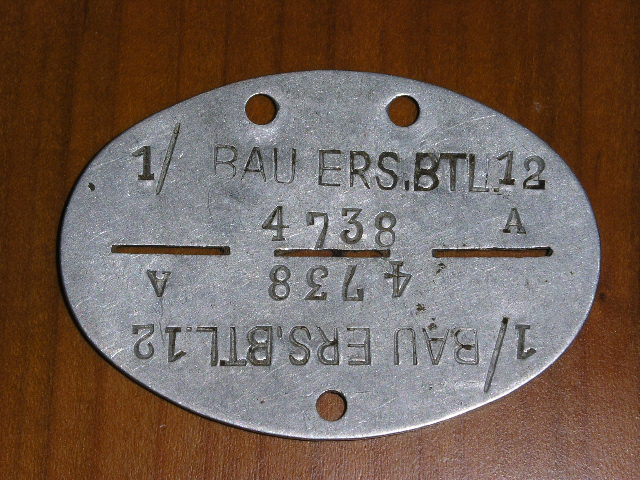 1/ BAU ERS.BTL.12
4738 A
4738 A
1/BAU ERS.BTL.12